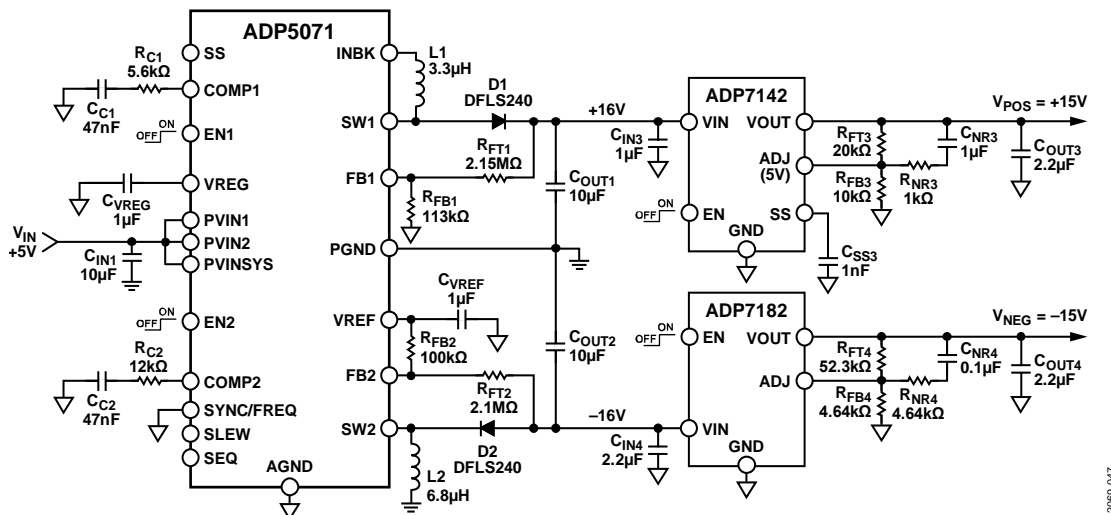 ADP5071
SS
COMP1
EN1
VREG
PVIN1
PVIN2
PVINSYS
EN2
COMP2
SYNC/FREQ
SLEW
SEQ
AGND
INBK
SW1
FB1
PGND
VREF
FB2
SW2
RC1
5.6kΩ
CC1
47nF
ON
OFF
CVREG
1µF
VIN
+5V
CIN1
10µF
ON
OFF
RC2
12kΩ
CC2
47nF
L1
3.3µH
D1
DFLS240
RFT1
2.15MΩ
RFB1
113kΩ
COUT1
10µF
CVREF
1µF
RFB2
100kΩ
RFT2
2.1MΩ
COUT2
10µF
D2
DFLS240
L2
6.8µH
+16V
CIN3
1µF
ON
OFF
–16V
CIN4
2.2µF
ON
OFF
ADP7142
VIN
VOUT
ADJ
(5V)
EN
SS
GND
VPOS = +15V
RFT3
20kΩ
CNR3
1µF
RFB3
10kΩ
RNR3
1kΩ
COUT3
2.2µF
CSS3
1nF
ADP7182
EN
VOUT
ADJ
VIN
GND
VNEG = –15V
RFT4
52.3kΩ
CNR4
0.1µF
RFB4
4.64kΩ
RNR4
4.64kΩ
COUT4
2.2µF